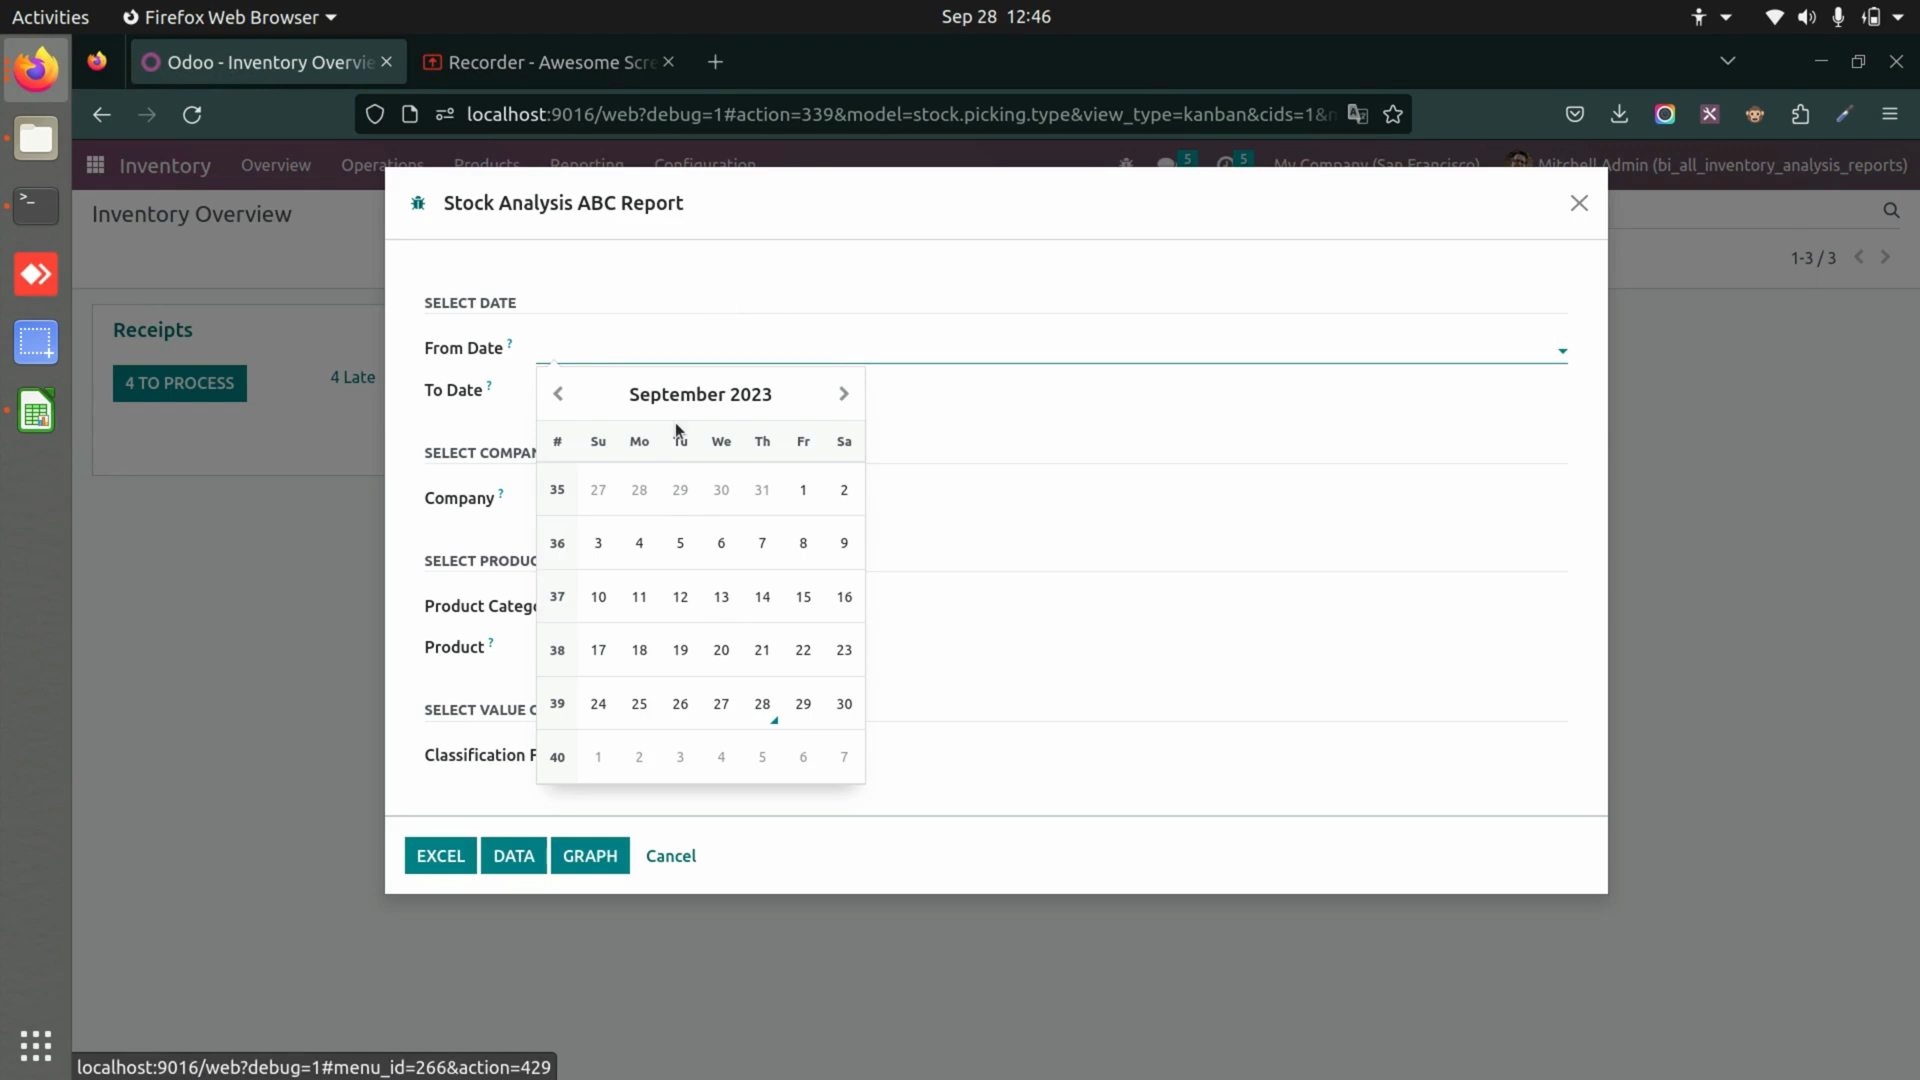 Activities Firefox Web Browser Sep 28 12:46
Odoo - Inventory Overvie Recorder - Awesome Scre
localhost:9016/web?debug=1#action=339&model=stock.picking.type&view_type=kanban&cids=1&
Inventory Overview Operations Products Reporting Configuration 5 5 My Company (San Francisco) Mitchell Admin (bi_all_inventory_analysis_reports)
Inventory Overview
1-3 / 3
Receipts
4 TO PROCESS 4 Late
Stock Analysis ABC Report
SELECT DATE
From Date ?
To Date ?
September 2023
# Su Mo Tu We Th Fr Sa
35 27 28 29 30 31 1 2
36 3 4 5 6 7 8 9
37 10 11 12 13 14 15 16
38 17 18 19 20 21 22 23
39 24 25 26 27 28 29 30
40 1 2 3 4 5 6 7
SELECT COMPAN
Company ?
SELECT PRODUC
Product Catego
Product ?
SELECT VALUE C
Classification F
EXCEL DATA GRAPH Cancel
localhost:9016/web?debug=1#menu_id=266&action=429